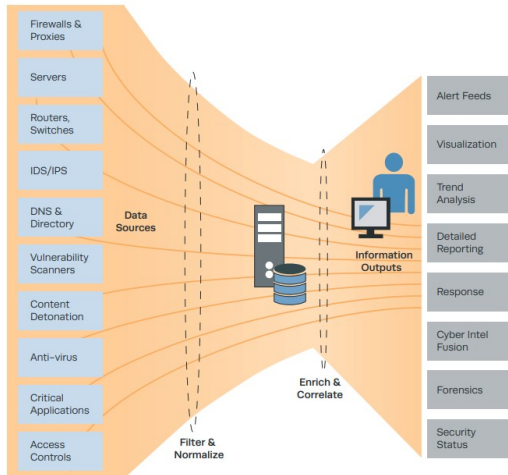 Firewalls &
Proxies
Servers
Routers,
Switches
IDS/IPS
DNS &
Directory
Vulnerability
Scanners
Content
Detonation
Anti-virus
Critical
Applications
Access
Controls
Data
Sources
Filter &
Normalize
Enrich &
Correlate
Information
Outputs
Alert Feeds
Visualization
Trend
Analysis
Detailed
Reporting
Response
Cyber Intel
Fusion
Forensics
Security
Status